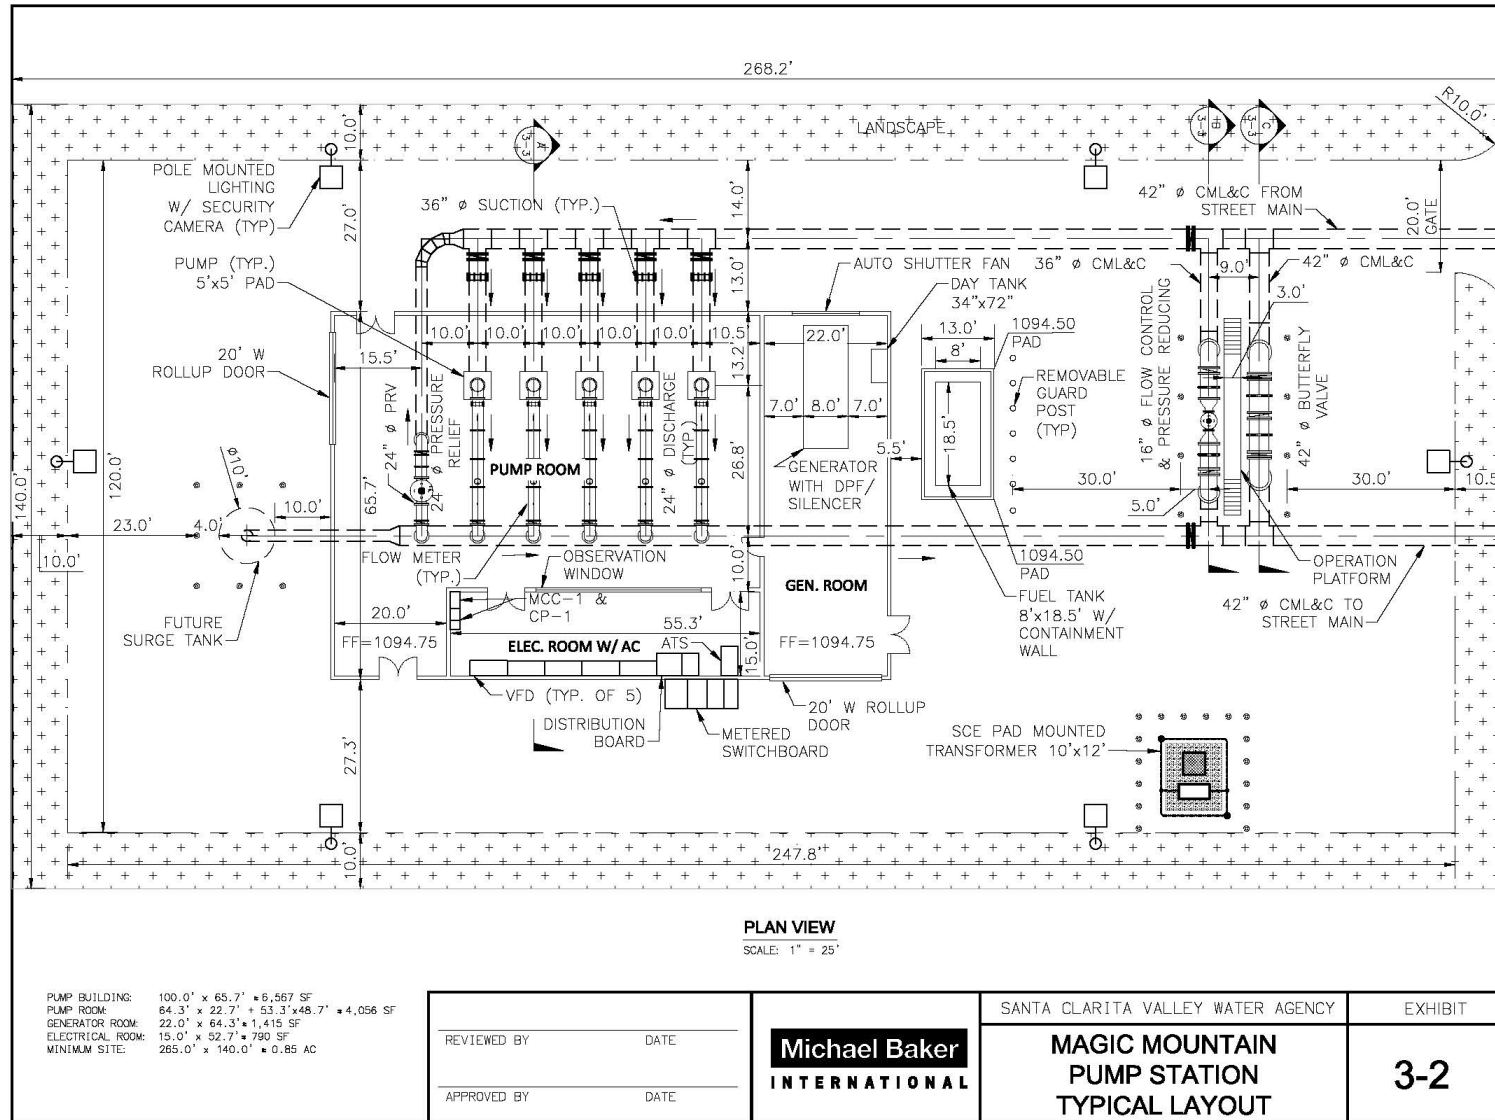 268.2'
LANDSCAPE
R10.0'
10.0'
A
3-3
B
3-3
C
3-3
POLE MOUNTED
LIGHTING
W/ SECURITY
CAMERA (TYP)
27.0'
36" ø SUCTION (TYP.)
14.0'
42" ø CML&C FROM
STREET MAIN
20.0'
GATE
PUMP (TYP.)
5'x5' PAD
13.0'
AUTO SHUTTER FAN
36" ø CML&C
9.0'
42" ø CML&C
DAY TANK
34"x72"
3.0'
20' W
ROLLUP DOOR
15.5'
10.0'
10.0'
10.0'
10.0'
10.0'
10.5'
13.2'
22.0'
13.0'
8'
1094.50
PAD
REMOVABLE
GUARD
POST
(TYP)
16" ø FLOW CONTROL
& PRESSURE REDUCING
42" ø BUTTERFLY
VALVE
24" ø PRV
24" ø PRESSURE
RELIEF
PUMP ROOM
24" ø DISCHARGE
(TYP.)
26.8'
7.0'
8.0'
7.0'
5.5'
18.5'
GENERATOR
WITH DPF/
SILENCER
30.0'
5.0'
30.0'
10.5'
140.0'
120.0'
ø10'
65.7'
10.0'
23.0'
4.0'
10.0'
FLOW METER
(TYP.)
OBSERVATION
WINDOW
10.0'
GEN. ROOM
1094.50
PAD
OPERATION
PLATFORM
FUTURE
SURGE TANK
20.0'
MCC-1 &
CP-1
55.3'
FUEL TANK
8'x18.5' W/
CONTAINMENT
WALL
42" ø CML&C TO
STREET MAIN
FF=1094.75
ELEC. ROOM W/ AC
ATS
15.0'
FF=1094.75
VFD (TYP. OF 5)
DISTRIBUTION
BOARD
METERED
SWITCHBOARD
20' W ROLLUP
DOOR
SCE PAD MOUNTED
TRANSFORMER 10'x12'
27.3'
247.8'
10.0'
PLAN VIEW
SCALE: 1" = 25'
PUMP BUILDING: 100.0' x 65.7' ≈ 6,567 SF
PUMP ROOM: 64.3' x 22.7' + 53.3'x48.7' ≈ 4,056 SF
GENERATOR ROOM: 22.0' x 64.3' ≈ 1,415 SF
ELECTRICAL ROOM: 15.0' x 52.7' ≈ 790 SF
MINIMUM SITE: 265.0' x 140.0' ≈ 0.85 AC
REVIEWED BY DATE
APPROVED BY DATE
Michael Baker
INTERNATIONAL
SANTA CLARITA VALLEY WATER AGENCY
MAGIC MOUNTAIN
PUMP STATION
TYPICAL LAYOUT
EXHIBIT
3-2